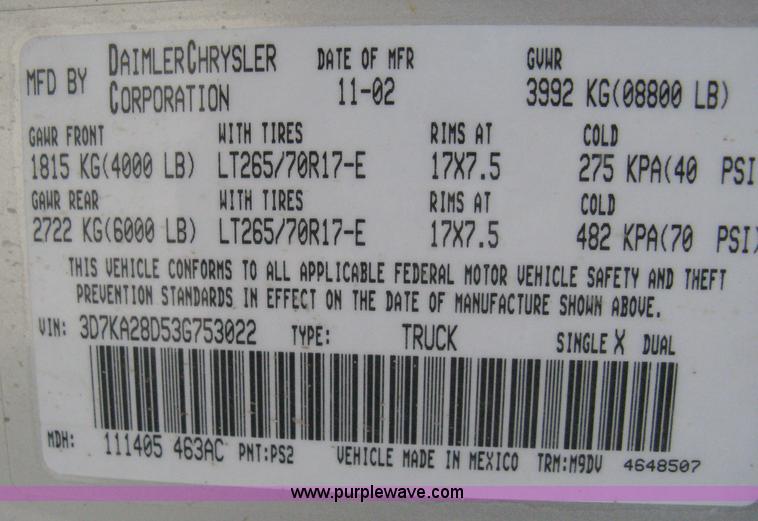 MFD BY DAIMLERCHRYSLER CORPORATION DATE OF MFR 11-02 GVWR 3992 KG(08800 LB)
GAWR FRONT WITH TIRES RIMS AT COLD
1815 KG(4000 LB) LT265/70R17-E 17X7.5 275 KPA(40 PSI
GAWR REAR WITH TIRES RIMS AT COLD
2722 KG(6000 LB) LT265/70R17-E 17X7.5 482 KPA(70 PSI)
THIS VEHICLE CONFORMS TO ALL APPLICABLE FEDERAL MOTOR VEHICLE SAFETY AND THEFT
PREVENTION STANDARDS IN EFFECT ON THE DATE OF MANUFACTURE SHOWN ABOVE.
VIN: 3D7KA28D53G753022 TYPE: TRUCK SINGLE X DUAL
MDH: 111405 463AC PNT:PS2 VEHICLE MADE IN MEXICO TRM:M9DV 4648507
www.purplewave.com